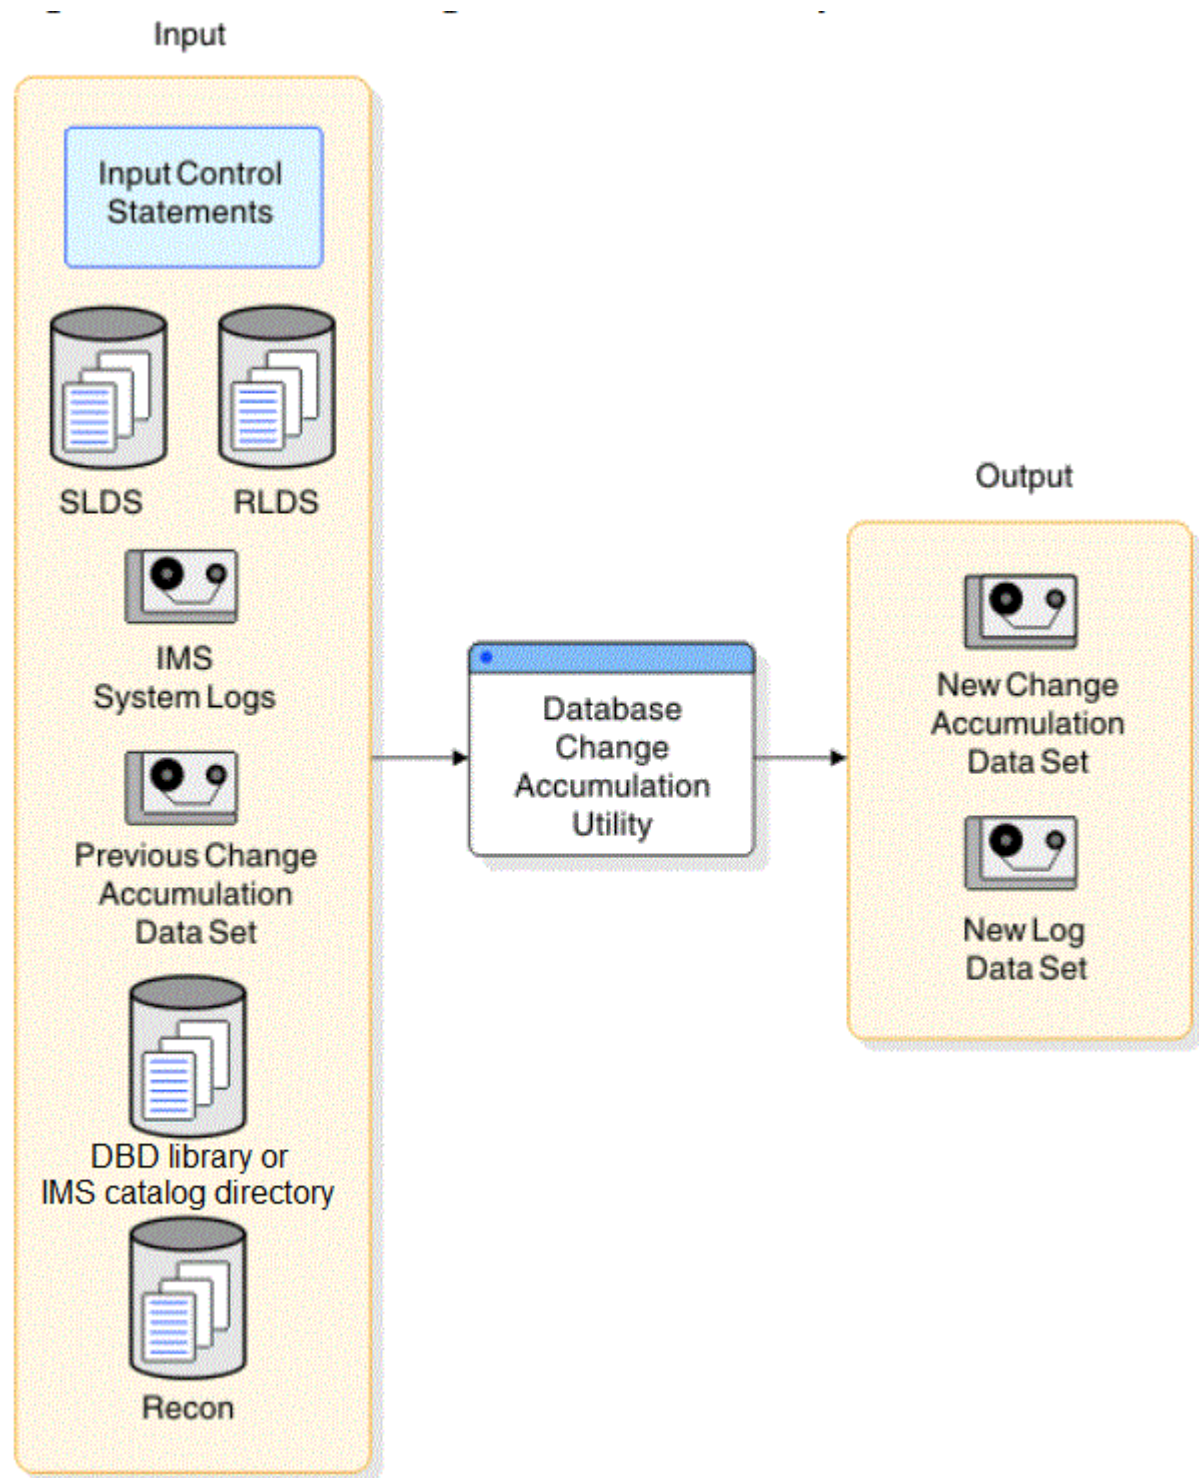 Input
Input Control
Statements
SLDS
RLDS
IMS
System Logs
Previous Change
Accumulation
Data Set
DBD library or
IMS catalog directory
Recon
Database
Change
Accumulation
Utility
Output
New Change
Accumulation
Data Set
New Log
Data Set